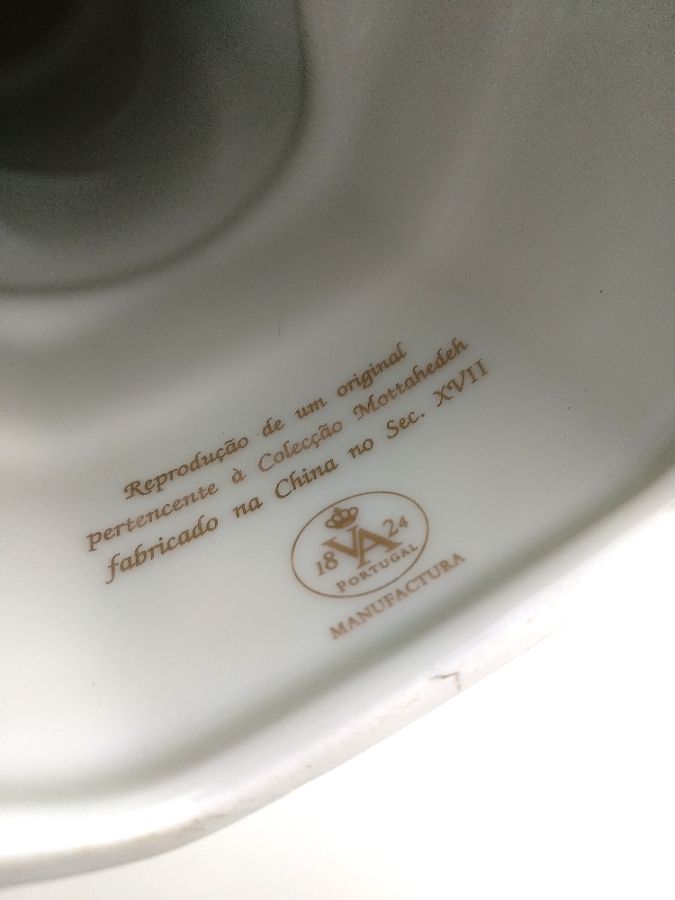 Reprodução de um original
pertencente à Colecção Mottahedeh
fabricado na China no Sec. XVII
18 VA 24
PORTUGAL
MANUFACTURA